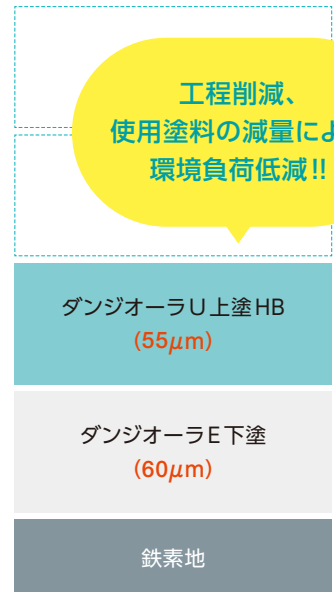 工程削減、
使用塗料の減量によ
環境負荷低減!!
ダンジオーラU上塗HB
(55μm)
ダンジオーラE下塗
(60μm)
鉄素地